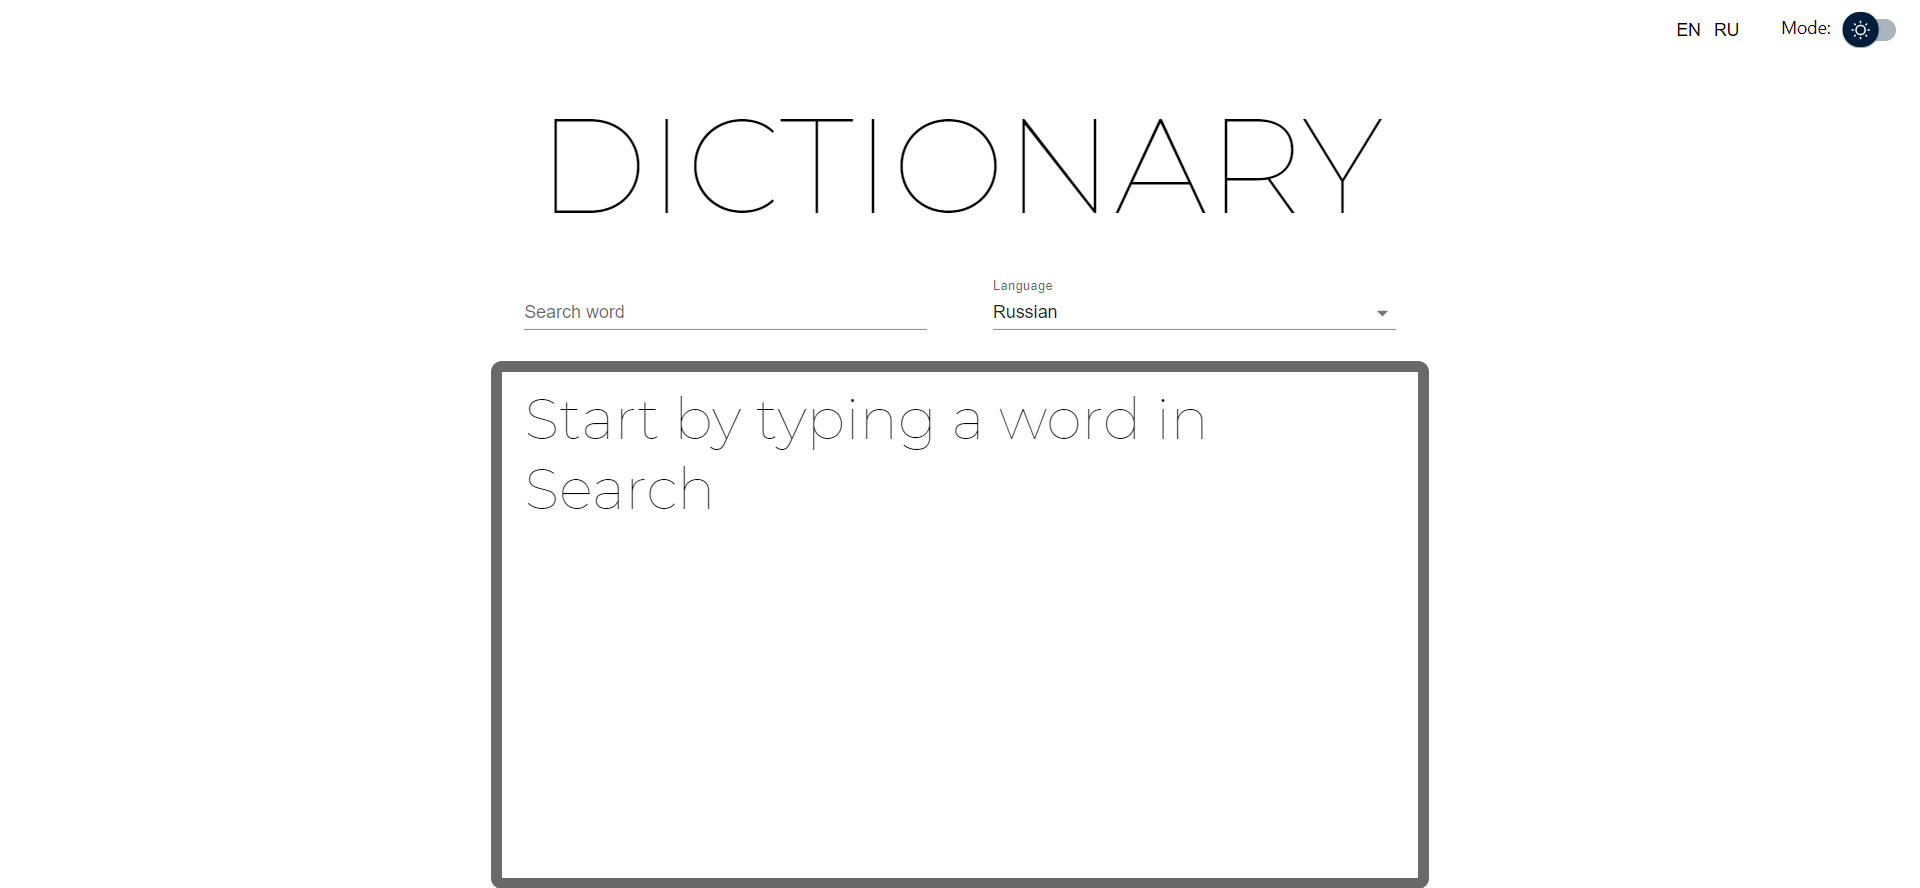 EN RU Mode:
DICTIONARY
Language
Search word Russian
Start by typing a word in
Search